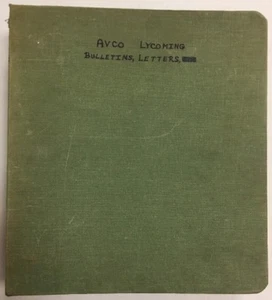 AVCO LYCOMING
BULLETINS, LETTERS,